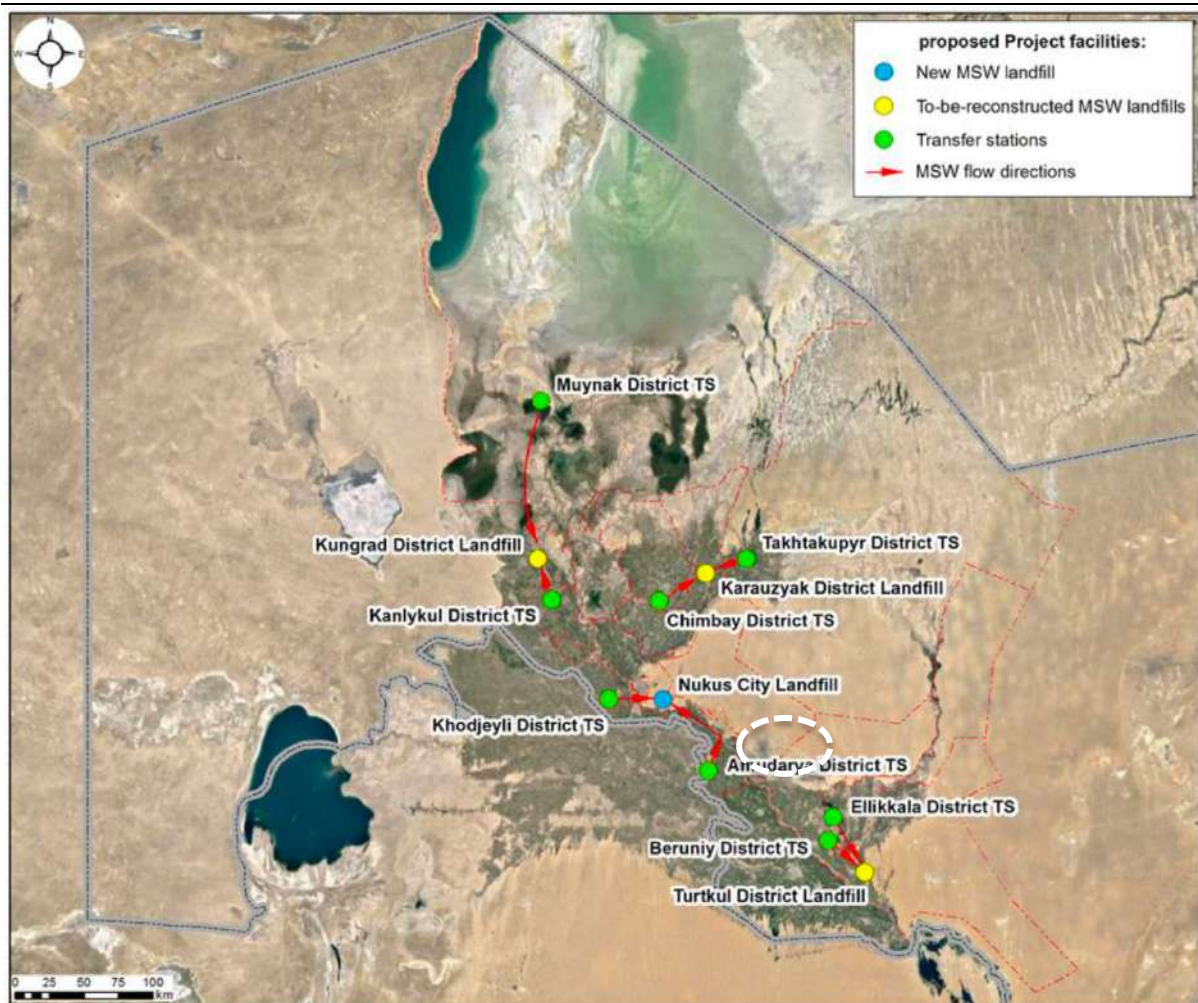 N
W E
S
proposed Project facilities:
New MSW landfill
To-be-reconstructed MSW landfills
Transfer stations
MSW flow directions
Muynak District TS
Kungrad District Landfill
Takhtakupyr District TS
Karauzyak District Landfill
Kanlykul District TS
Chimbay District TS
Nukus City Landfill
Khodjeyli District TS
Amudarya District TS
Ellikkala District TS
Beruniy District TS
Turtkul District Landfill
0 25 50 75 100
km